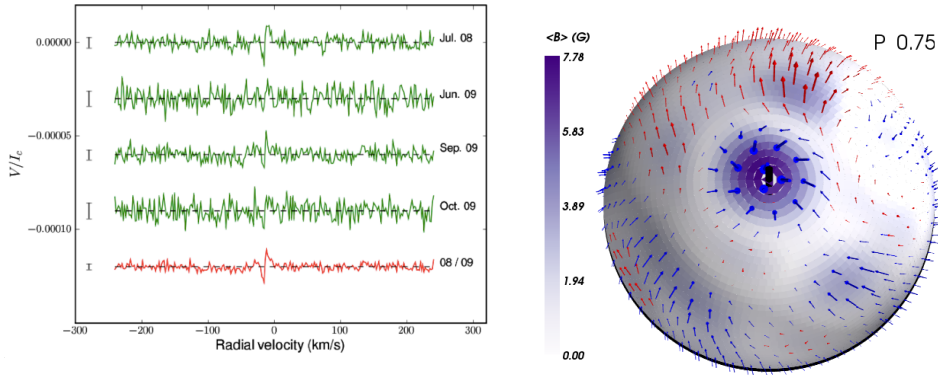 0.00000
−0.00005
−0.00010
V/I_c
Jul. 08
Jun. 09
Sep. 09
Oct. 09
08 / 09
−300 −200 −100 0 100 200 300
Radial velocity (km/s)
<B> (G)
7.78
5.83
3.89
1.94
0.00
P 0.75